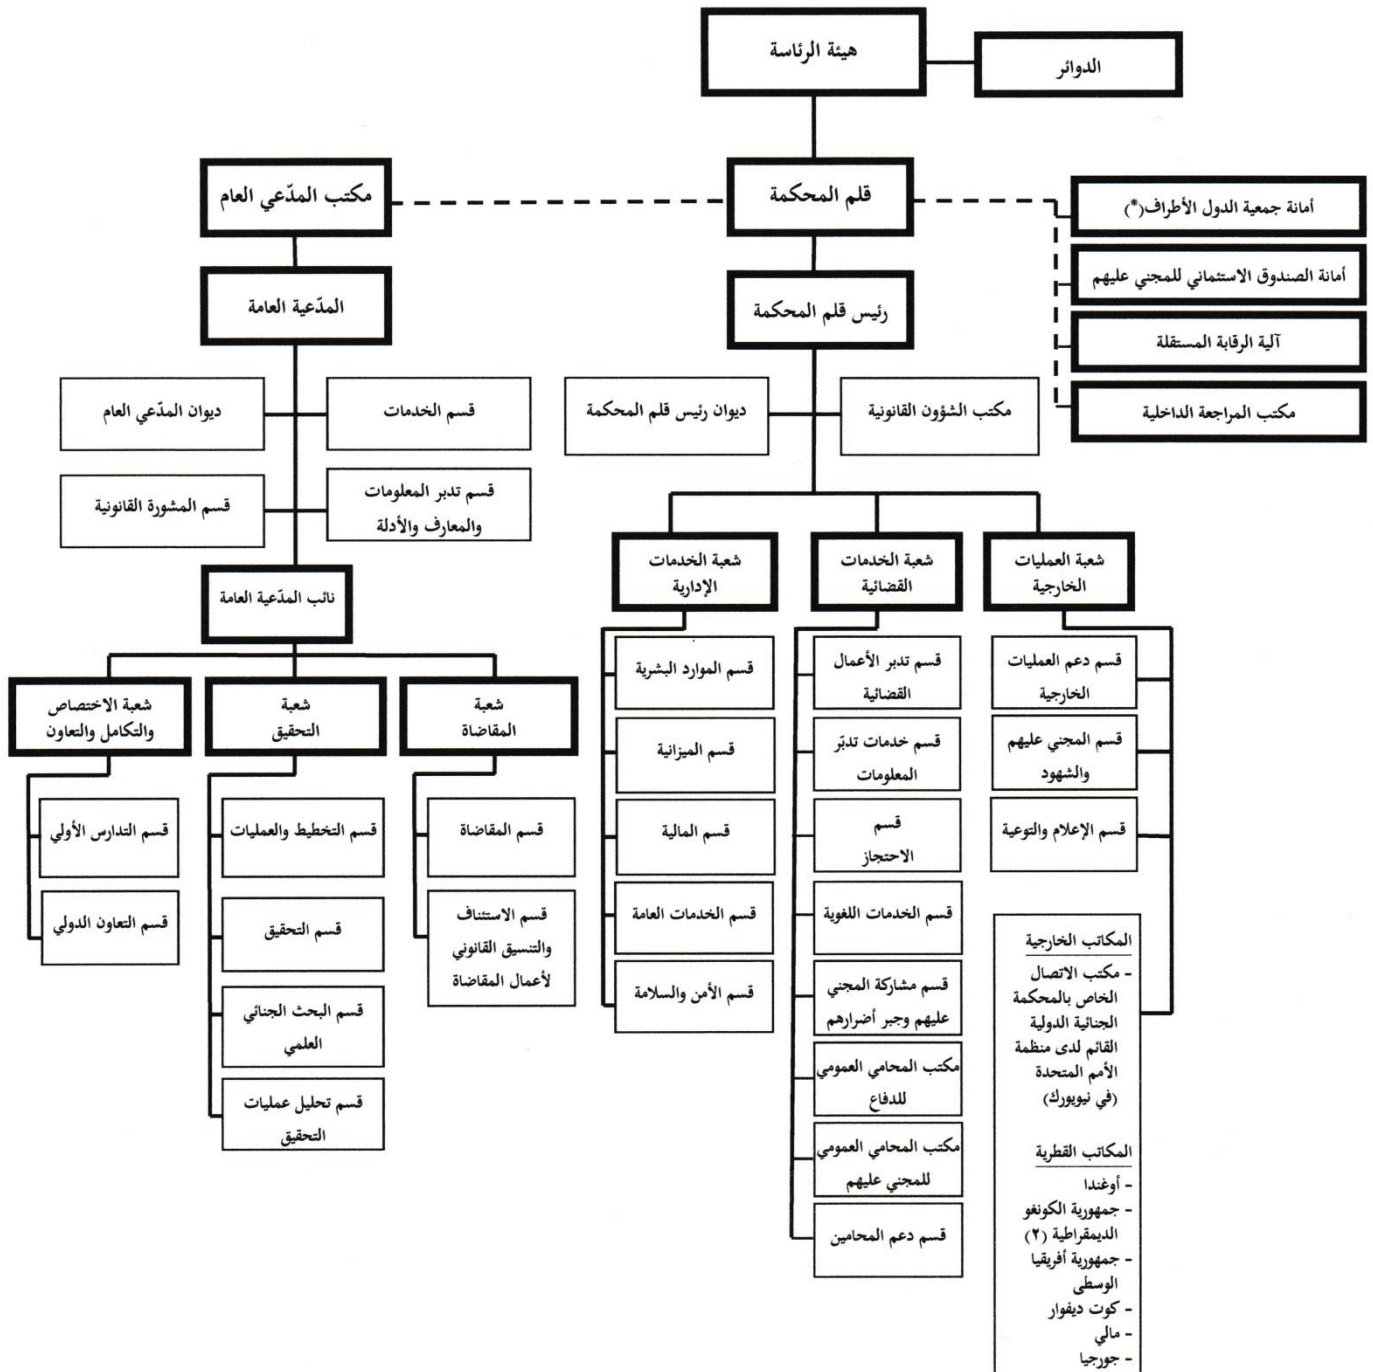 هيئة الرئاسة
الدوائر
قلم المحكمة
مكتب المدّعي العام
أمانة جمعية الدول الأطراف(*)
أمانة الصندوق الاستئماني للمجني عليهم
آلية الرقابة المستقلة
مكتب المراجعة الداخلية
رئيس قلم المحكمة
المدّعية العامة
مكتب الشؤون القانونية
ديوان رئيس قلم المحكمة
قسم الخدمات
ديوان المدّعي العام
قسم تدبر المعلومات
والمعارف والأدلة
قسم المشورة القانونية
شعبة العمليات
الخارجية
شعبة الخدمات
القضائية
شعبة الخدمات
الإدارية
نائب المدّعية العامة
قسم دعم العمليات
الخارجية
قسم المجني عليهم
والشهود
قسم الإعلام والتوعية
المكاتب الخارجية
- مكتب الاتصال
الخاص بالمحكمة
الجنائية الدولية
القائم لدى منظمة
الأمم المتحدة
(في نيويورك)
المكاتب القطرية
- أوغندا
- جمهورية الكونغو
الديمقراطية (٢)
- جمهورية أفريقيا
الوسطى
- كوت ديفوار
- مالي
- جورجيا
قسم تدبر الأعمال
القضائية
قسم خدمات تدبّر
المعلومات
قسم
الاحتجاز
قسم الخدمات اللغوية
قسم مشاركة المجني
عليهم وجبر أضرارهم
مكتب المحامي العمومي
للدفاع
مكتب المحامي العمومي
للمجني عليهم
قسم دعم المحامين
قسم الموارد البشرية
قسم الميزانية
قسم المالية
قسم الخدمات العامة
قسم الأمن والسلامة
شعبة
المقاضاة
شعبة
التحقيق
شعبة الاختصاص
والتكامل والتعاون
قسم المقاضاة
قسم الاستئناف
والتنسيق القانوني
لأعمال المقاضاة
قسم التخطيط والعمليات
قسم التحقيق
قسم البحث الجنائي
العلمي
قسم تحليل عمليات
التحقيق
قسم التدارس الأولي
قسم التعاون الدولي